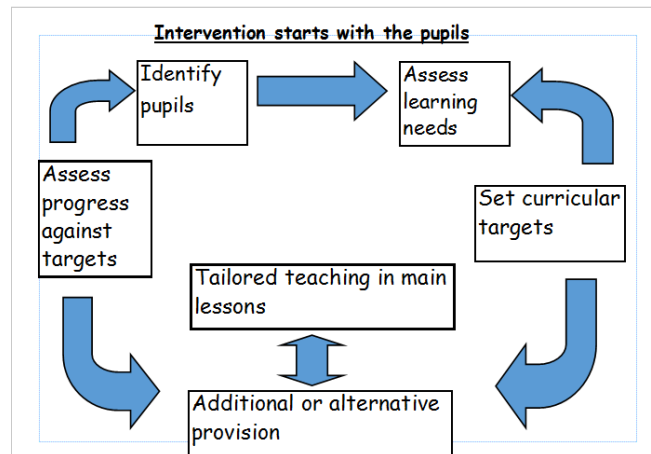 Intervention starts with the pupils
Identify
pupils
Assess
learning
needs
Set curricular
targets
Tailored teaching in main
lessons
Additional or alternative
provision
Assess
progress
against
targets